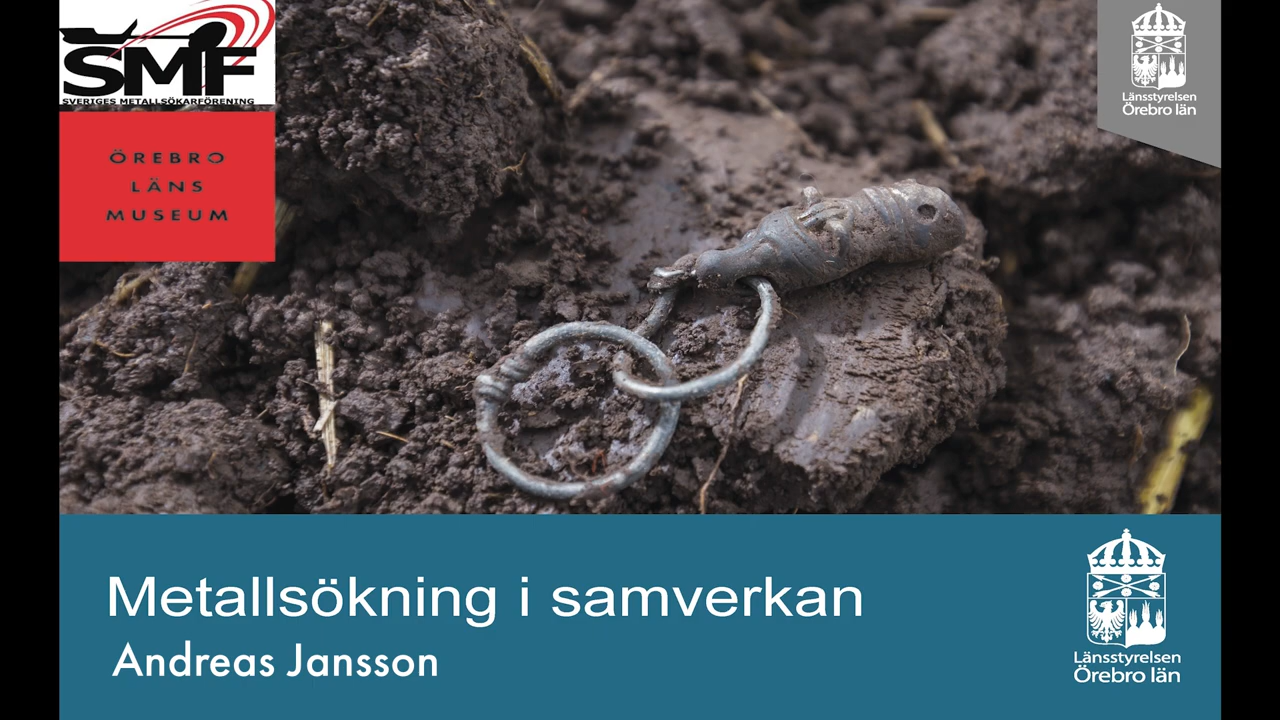 SMF
SVERIGES METALLSÖKARFÖRENING
ÖREBRO
LÄNS
MUSEUM
Länsstyrelsen
Örebro län
Metallsökning i samverkan
Andreas Jansson
Länsstyrelsen
Örebro län